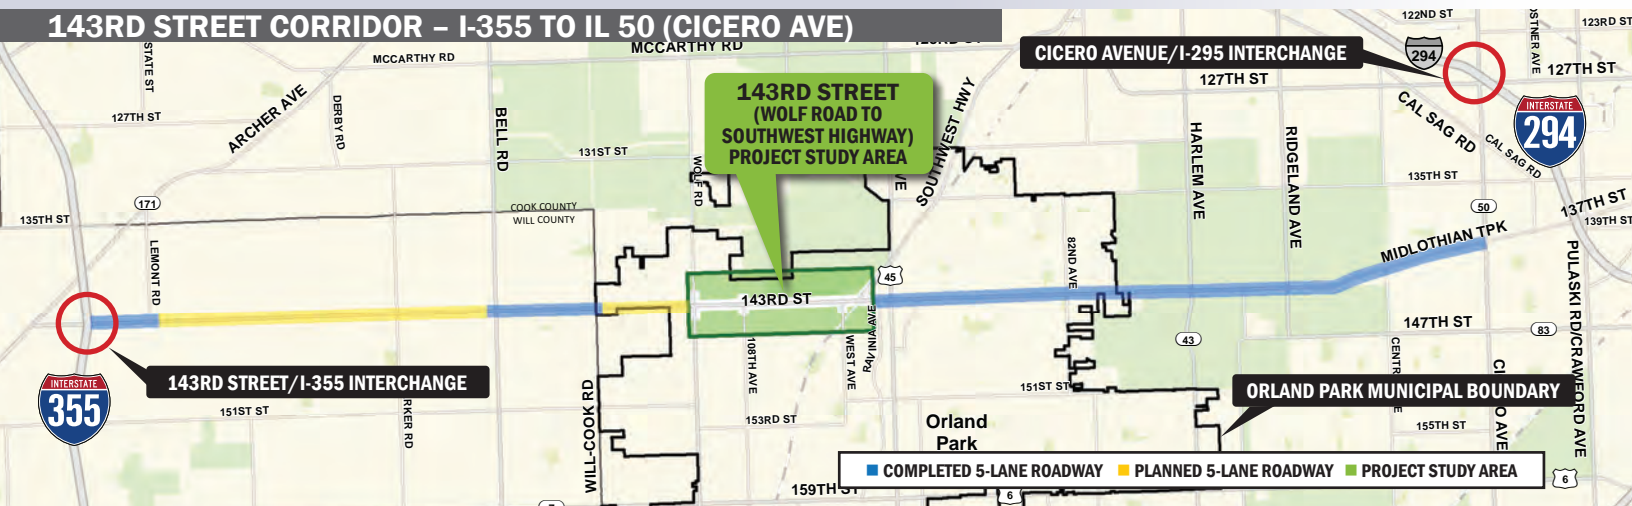 143RD STREET CORRIDOR – I-355 TO IL 50 (CICERO AVE)
122ND ST
123RD ST
STATE ST
MCCARTHY RD
MCCARTHY RD
CICERO AVENUE/I-295 INTERCHANGE
294
127TH ST
127TH ST
143RD STREET
(WOLF ROAD TO
SOUTHWEST HIGHWAY)
PROJECT STUDY AREA
SOUTHWEST HWY
ARCHER AVE
DERBY RD
127TH ST
BELL RD
131ST ST
WOLF RD
AVE
HARLEM AVE
RIDGELAND AVE
CAL SAG RD
CAL SAG RD
INTERSTATE
294
135TH ST
171
135TH ST
COOK COUNTY
WILL COUNTY
50
137TH ST
139TH ST
MIDLOTHIAN TPK
LEMONT RD
82ND AVE
45
143RD ST
PULASKI RD/CRAWFORD AVE
147TH ST
83
43
RAVINIA AVE
108TH AVE
WEST AVE
143RD STREET/I-355 INTERCHANGE
INTERSTATE
355
151ST ST
RKER RD
WILL-COOK RD
151ST ST
ORLAND PARK MUNICIPAL BOUNDARY
153RD ST
Orland
Park
155TH ST
COMPLETED 5-LANE ROADWAY
PLANNED 5-LANE ROADWAY
PROJECT STUDY AREA
159TH ST
6
6